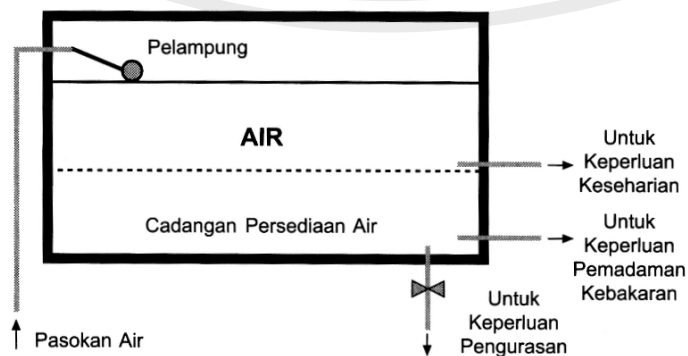 Pelampung
AIR
Untuk
Keperluan
Keseharian
Cadangan Persediaan Air
Untuk
Keperluan
Pemadaman
Kebakaran
Untuk
Keperluan
Pengurasan
Pasokan Air